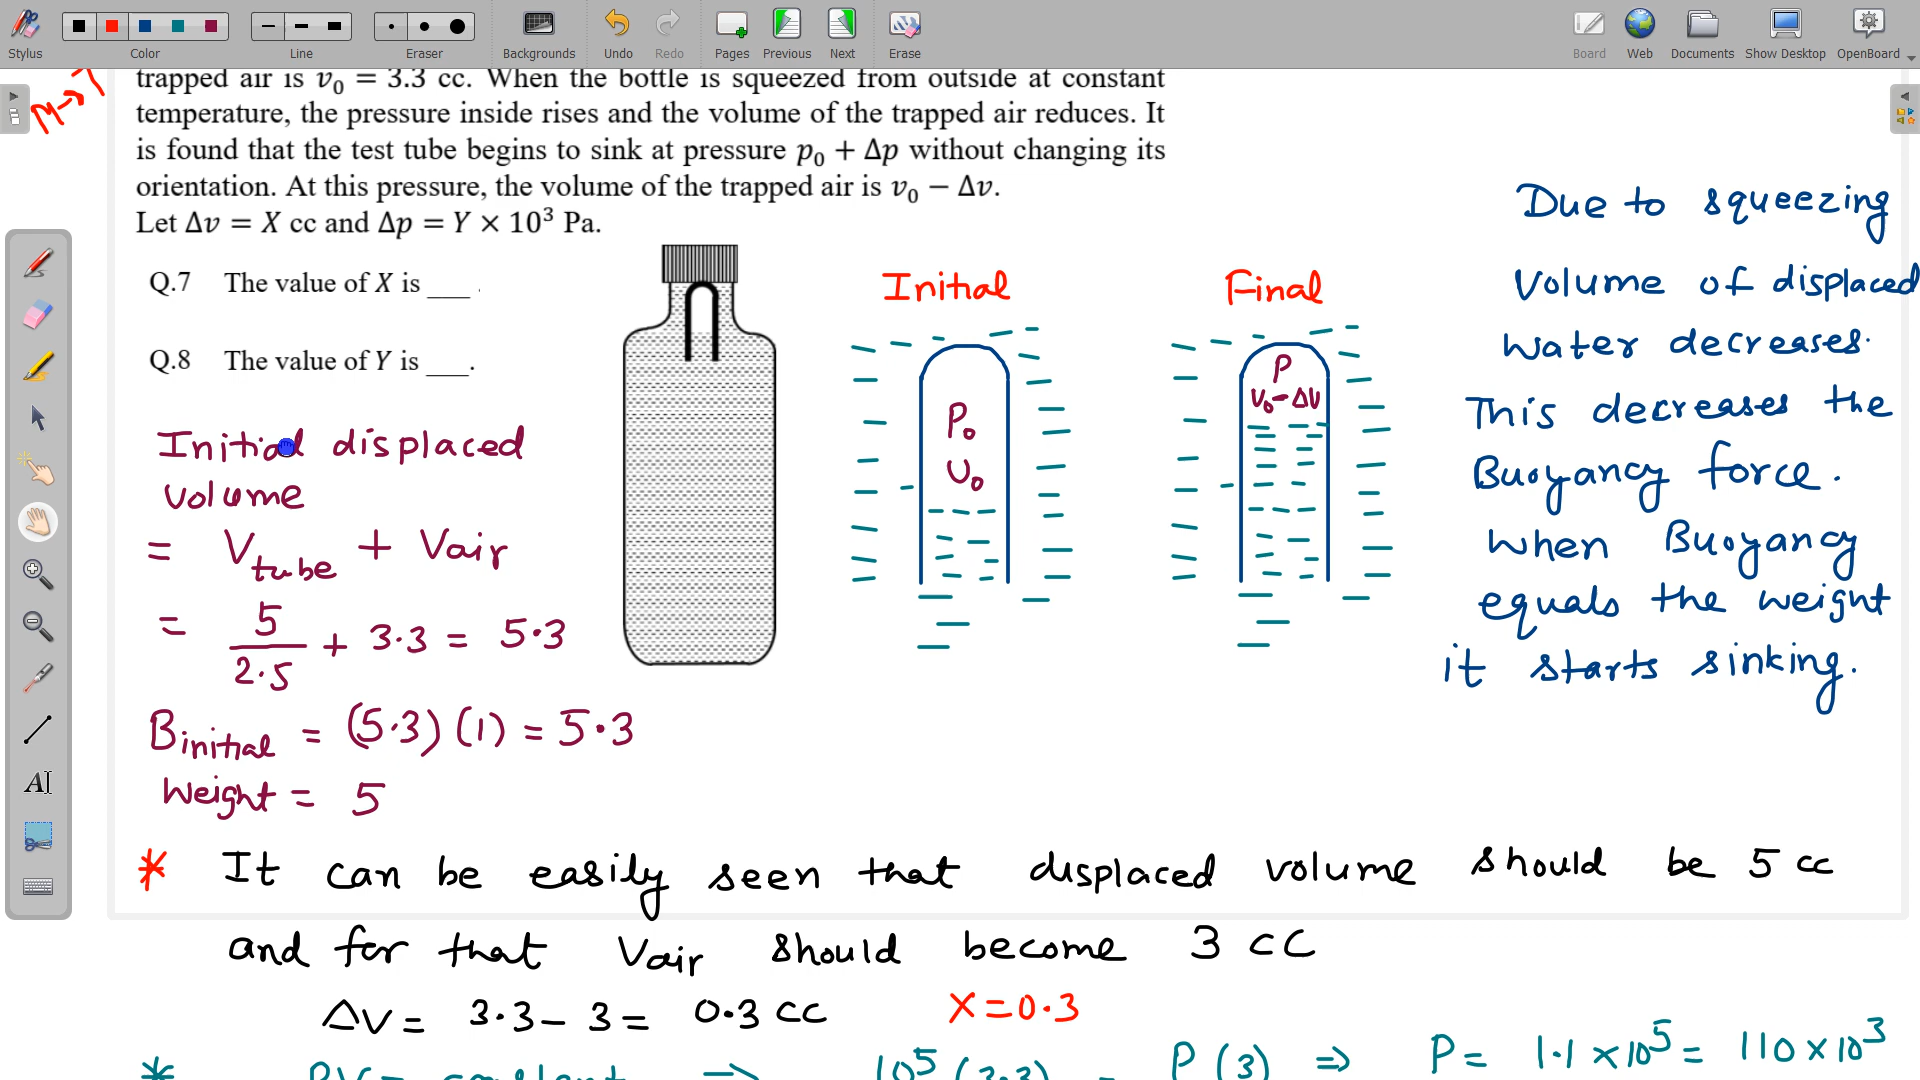 Stylus Color Line Eraser Backgrounds Undo Redo Pages Previous Next Erase Board Web Documents Show Desktop OpenBoard
trapped air is v₀ = 3.3 cc. When the bottle is squeezed from outside at constant
temperature, the pressure inside rises and the volume of the trapped air reduces. It
is found that the test tube begins to sink at pressure p₀ + Δp without changing its
orientation. At this pressure, the volume of the trapped air is v₀ − Δv.
Let Δv = X cc and Δp = Y × 10³ Pa.
Q.7 The value of X is ___ .
Q.8 The value of Y is ___.
Initial displaced
volume
= Vtube + Vair
= 5/2.5 + 3.3 = 5.3
Binitial = (5.3)(1) = 5.3
Weight = 5
Initial
P₀
V₀
Final
P
V₀ - ΔV
Due to squeezing
Volume of displaced
water decreases.
This decreases the
Buoyancy force.
When Buoyancy
equals the weight
it starts sinking.
* It can be easily seen that displaced volume should be 5 cc
and for that Vair should become 3 cc
ΔV = 3.3 - 3 = 0.3 cc X = 0.3
* PV = constant → 10⁵ (3.3) = P(3) ⇒ P = 1.1 × 10⁵ = 110 × 10³